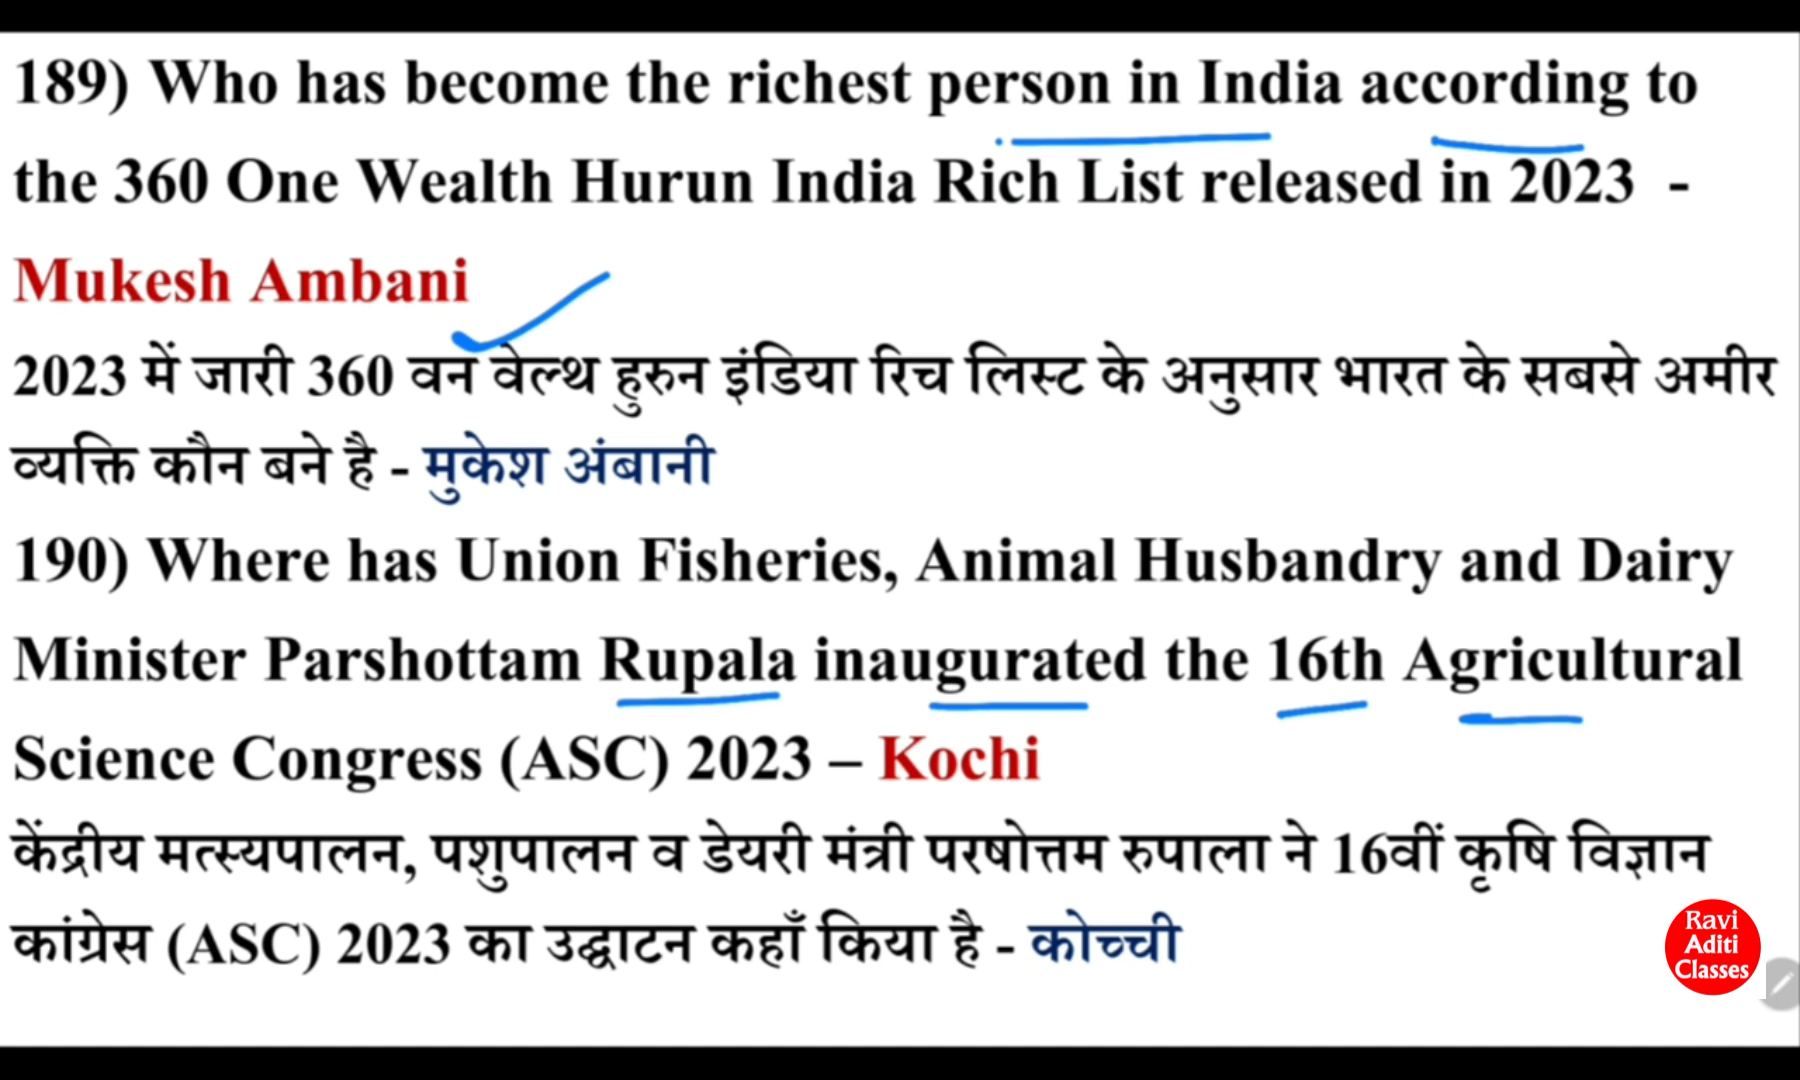 189) Who has become the richest person in India according to
the 360 One Wealth Hurun India Rich List released in 2023 -
Mukesh Ambani
2023 में जारी 360 वन वेल्थ हुरुन इंडिया रिच लिस्ट के अनुसार भारत के सबसे अमीर
व्यक्ति कौन बने है - मुकेश अंबानी
190) Where has Union Fisheries, Animal Husbandry and Dairy
Minister Parshottam Rupala inaugurated the 16th Agricultural
Science Congress (ASC) 2023 – Kochi
केंद्रीय मत्स्यपालन, पशुपालन व डेयरी मंत्री परषोत्तम रुपाला ने 16वीं कृषि विज्ञान
कांग्रेस (ASC) 2023 का उद्घाटन कहाँ किया है - कोच्ची
Ravi
Aditi
Classes